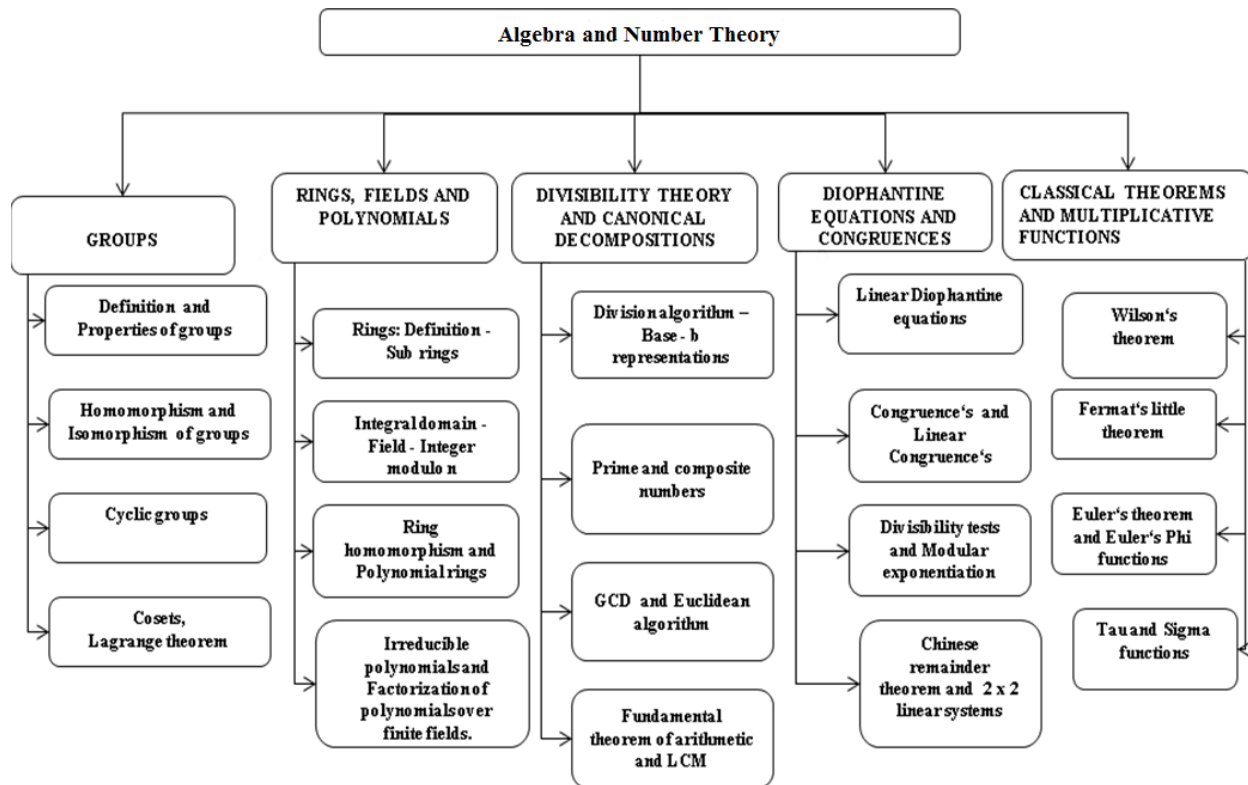 Algebra and Number Theory
GROUPS
Definition and
Properties of groups
Homomorphism and
Isomorphism of groups
Cyclic groups
Cosets,
Lagrange theorem
RINGS, FIELDS AND
POLYNOMIALS
Rings: Definition -
Sub rings
Integral domain -
Field - Integer
modulo n
Ring
homomorphism and
Polynomial rings
Irreducible
polynomials and
Factorization of
polynomials over
finite fields.
DIVISIBILITY THEORY
AND CANONICAL
DECOMPOSITIONS
Division algorithm –
Base - b
representations
Prime and composite
numbers
GCD and Euclidean
algorithm
Fundamental
theorem of arithmetic
and LCM
DIOPHANTINE
EQUATIONS AND
CONGRUENCES
Linear Diophantine
equations
Congruence‘s and
Linear
Congruence‘s
Divisibility tests
and Modular
exponentiation
Chinese
remainder
theorem and 2 x 2
linear systems
CLASSICAL THEOREMS
AND MULTIPLICATIVE
FUNCTIONS
Wilson‘s
theorem
Fermat‘s little
theorem
Euler‘s theorem
and Euler‘s Phi
functions
Tau and Sigma
functions